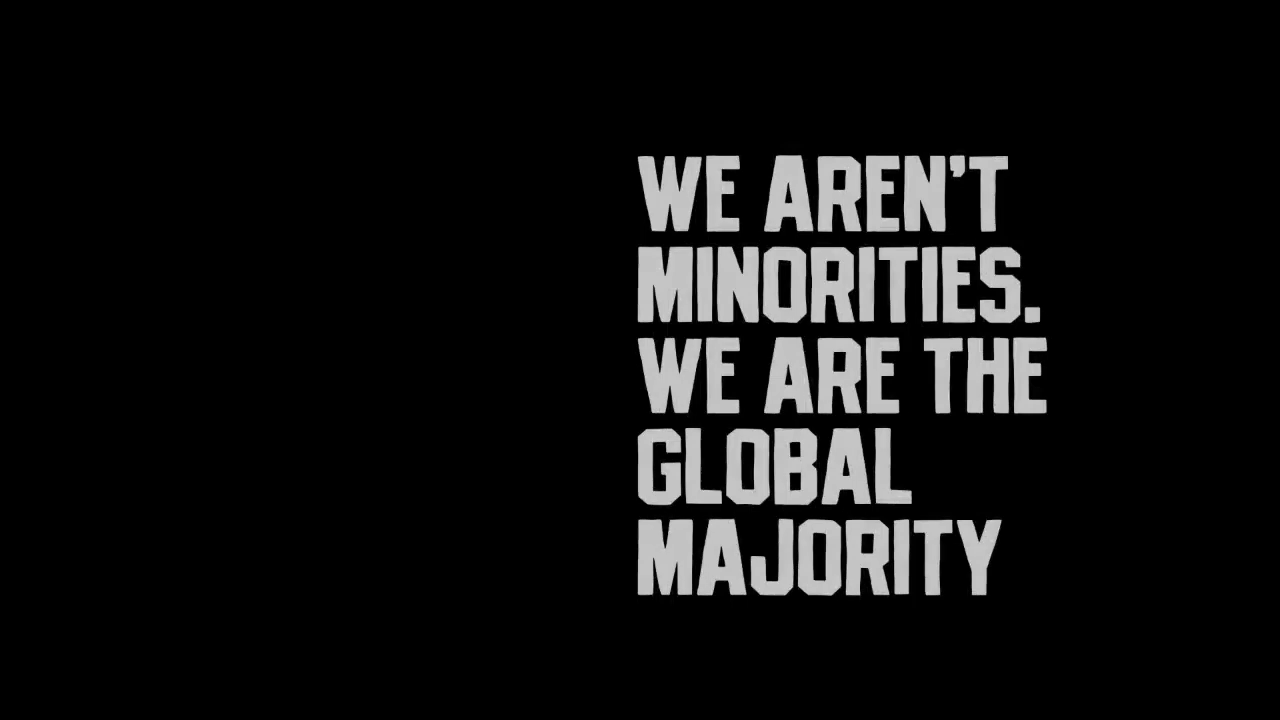 WE AREN'T
MINORITIES.
WE ARE THE
GLOBAL
MAJORITY